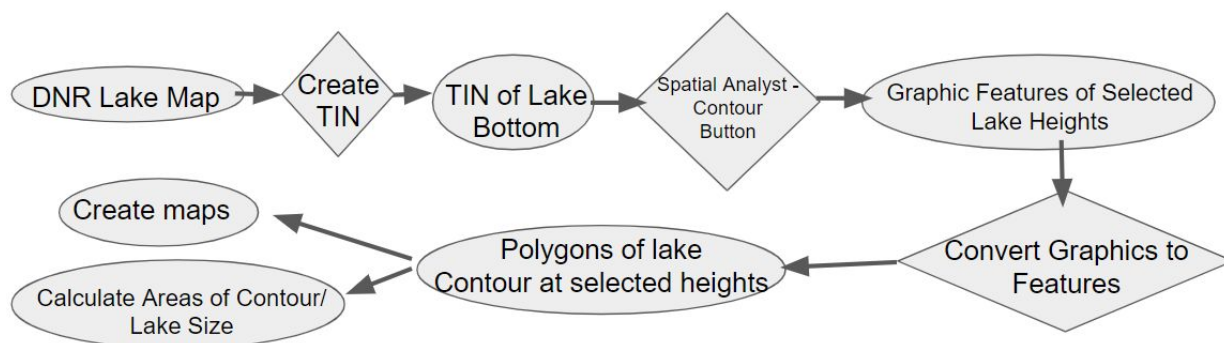 DNR Lake Map
Create
TIN
TIN of Lake
Bottom
Spatial Analyst -
Contour
Button
Graphic Features of Selected
Lake Heights
Convert Graphics to
Features
Polygons of lake
Contour at selected heights
Create maps
Calculate Areas of Contour/
Lake Size